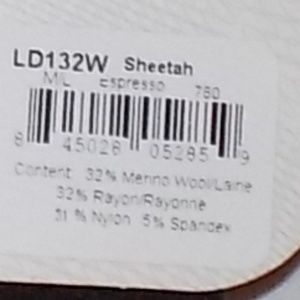 LD132W Sheetah
M/L Espresso 780
8 45028 05285 9
Content: 32% Merino Wool/Laine
32% Rayon/Rayonne
31% Nylon 5% Spandex